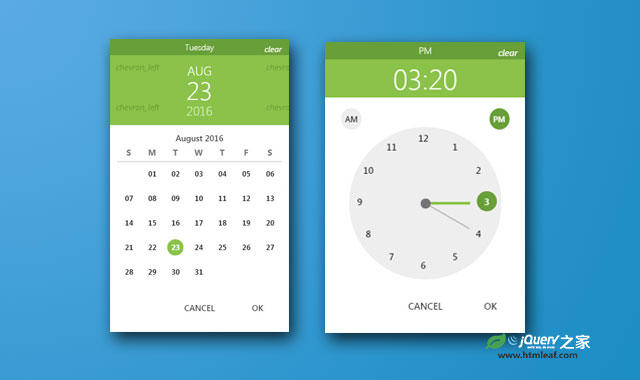 Tuesday
clear
chevron_left
AUG
chevron_left
23
chevron_left
2016
chevron_left
August 2016
S M T W T F S
01 02 03 04 05 06
07 08 09 10 11 12 13
14 15 16 17 18 19 20
21 22 23 24 25 26 27
28 29 30 31
CANCEL OK
PM
clear
03:20
AM
PM
12
11
1
10
2
9
3
8
4
7
5
6
CANCEL OK
jQuery之家
www.htmleaf.com